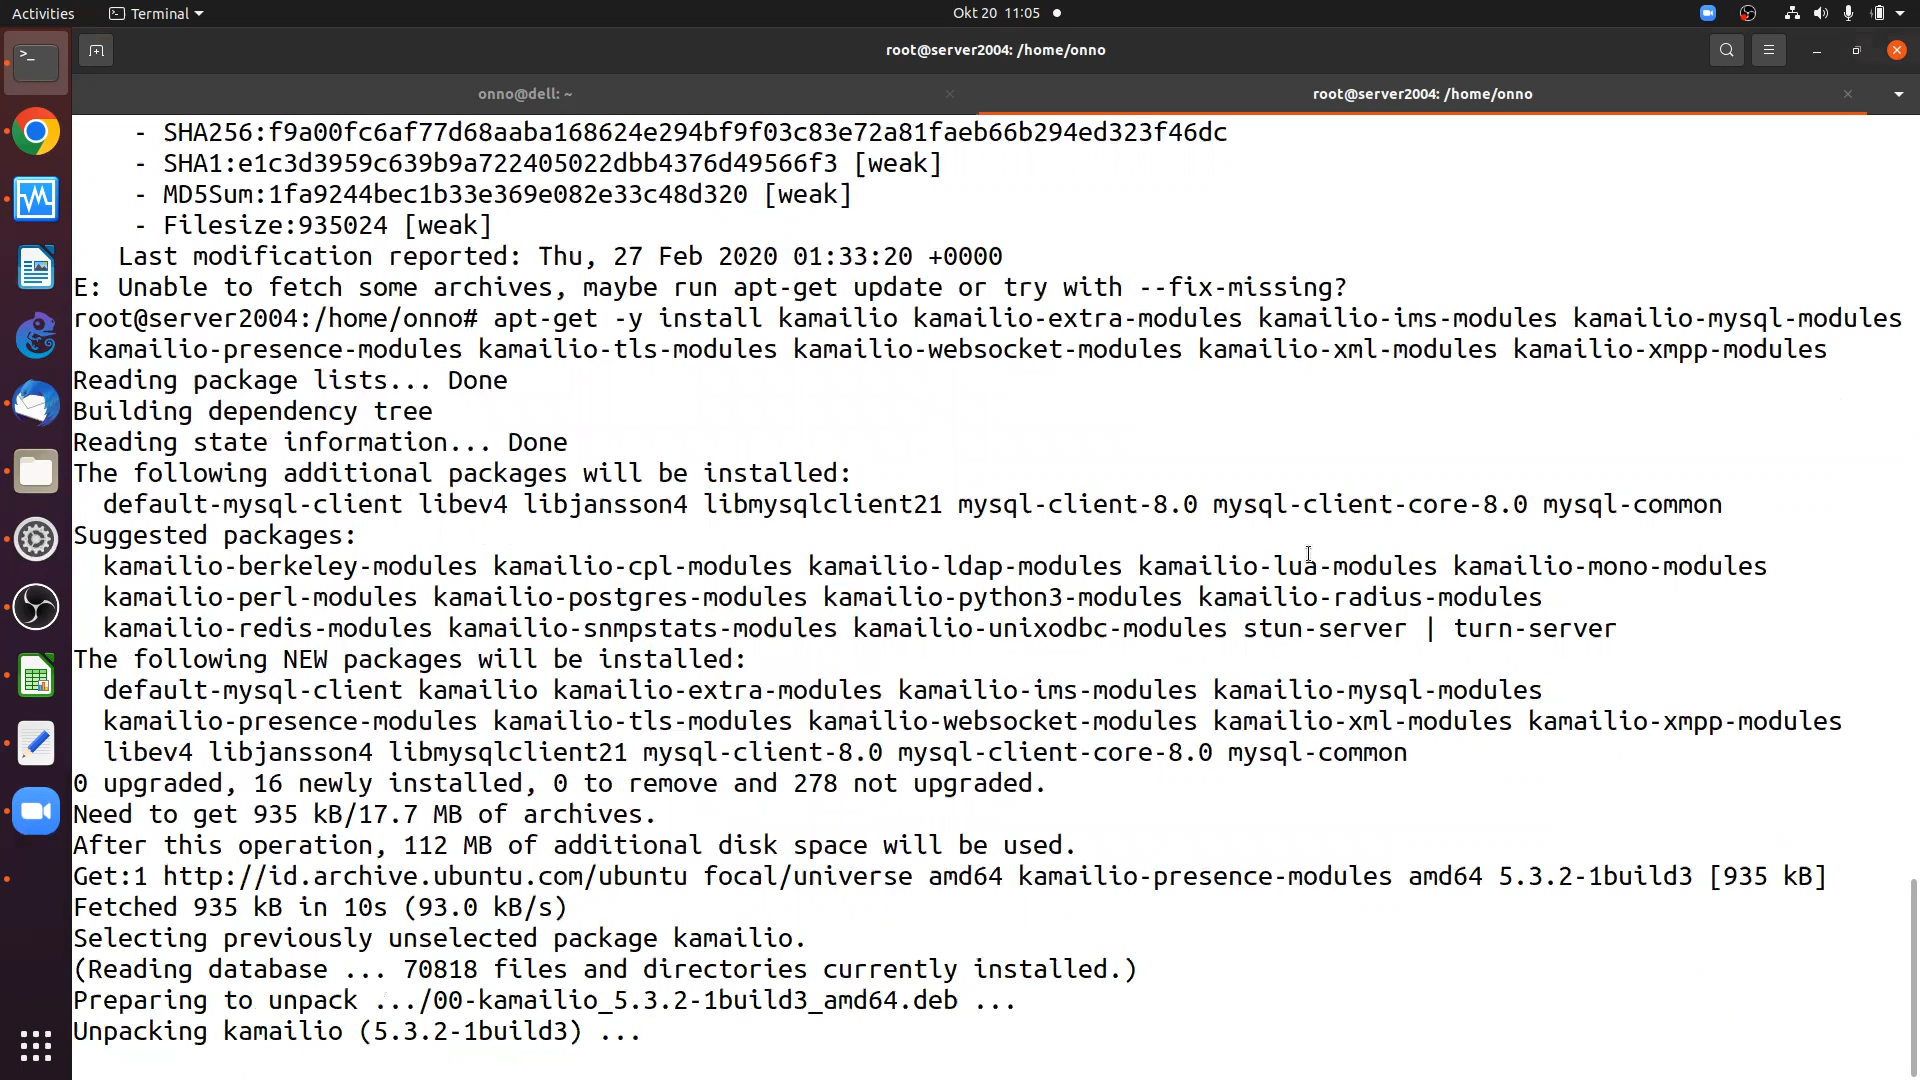 Activities
Terminal
Okt 20 11:05
root@server2004: /home/onno
onno@dell: ~
root@server2004: /home/onno
- SHA256:f9a00fc6af77d68aaba168624e294bf9f03c83e72a81faeb66b294ed323f46dc
- SHA1:e1c3d3959c639b9a722405022dbb4376d49566f3 [weak]
- MD5Sum:1fa9244bec1b33e369e082e33c48d320 [weak]
- Filesize:935024 [weak]
Last modification reported: Thu, 27 Feb 2020 01:33:20 +0000
E: Unable to fetch some archives, maybe run apt-get update or try with --fix-missing?
root@server2004:/home/onno# apt-get -y install kamailio kamailio-extra-modules kamailio-ims-modules kamailio-mysql-modules
kamailio-presence-modules kamailio-tls-modules kamailio-websocket-modules kamailio-xml-modules kamailio-xmpp-modules
Reading package lists... Done
Building dependency tree
Reading state information... Done
The following additional packages will be installed:
default-mysql-client libev4 libjansson4 libmysqlclient21 mysql-client-8.0 mysql-client-core-8.0 mysql-common
Suggested packages:
kamailio-berkeley-modules kamailio-cpl-modules kamailio-ldap-modules kamailio-lua-modules kamailio-mono-modules
kamailio-perl-modules kamailio-postgres-modules kamailio-python3-modules kamailio-radius-modules
kamailio-redis-modules kamailio-snmpstats-modules kamailio-unixodbc-modules stun-server | turn-server
The following NEW packages will be installed:
default-mysql-client kamailio kamailio-extra-modules kamailio-ims-modules kamailio-mysql-modules
kamailio-presence-modules kamailio-tls-modules kamailio-websocket-modules kamailio-xml-modules kamailio-xmpp-modules
libev4 libjansson4 libmysqlclient21 mysql-client-8.0 mysql-client-core-8.0 mysql-common
0 upgraded, 16 newly installed, 0 to remove and 278 not upgraded.
Need to get 935 kB/17.7 MB of archives.
After this operation, 112 MB of additional disk space will be used.
Get:1 http://id.archive.ubuntu.com/ubuntu focal/universe amd64 kamailio-presence-modules amd64 5.3.2-1build3 [935 kB]
Fetched 935 kB in 10s (93.0 kB/s)
Selecting previously unselected package kamailio.
(Reading database ... 70818 files and directories currently installed.)
Preparing to unpack .../00-kamailio_5.3.2-1build3_amd64.deb ...
Unpacking kamailio (5.3.2-1build3) ...